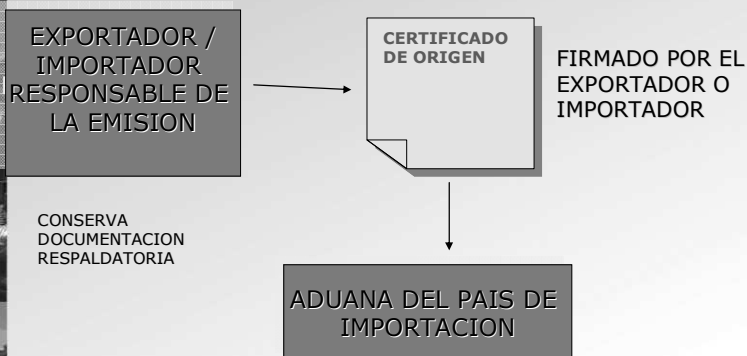 EXPORTADOR /
IMPORTADOR
RESPONSABLE DE
LA EMISION
CERTIFICADO
DE ORIGEN
FIRMADO POR EL
EXPORTADOR O
IMPORTADOR
CONSERVA
DOCUMENTACION
RESPALDATORIA
ADUANA DEL PAIS DE
IMPORTACION